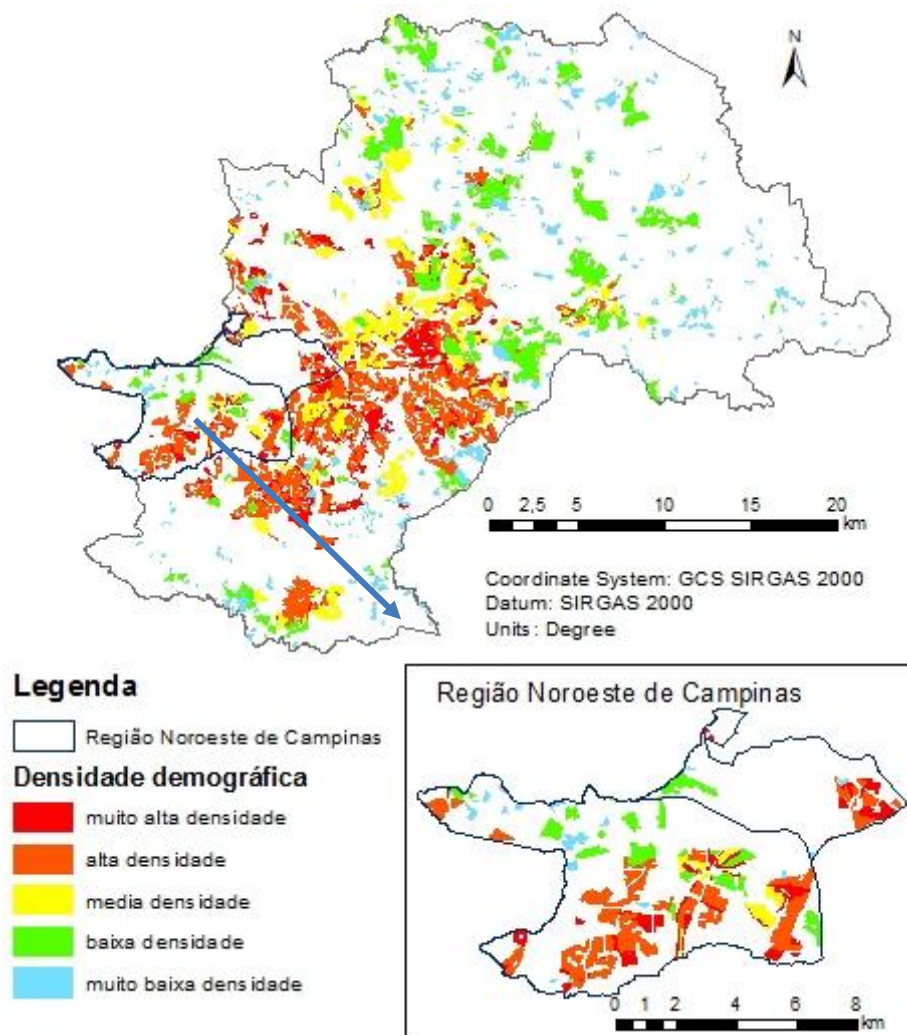 N
0 2,5 5 10 15 20
km
Coordinate System: GCS SIRGAS 2000
Datum: SIRGAS 2000
Units: Degree
Legenda
Região Noroeste de Campinas
Densidade demográfica
muito alta densidade
alta densidade
media densidade
baixa densidade
muito baixa densidade
Região Noroeste de Campinas
0 1 2 4 6 8
km